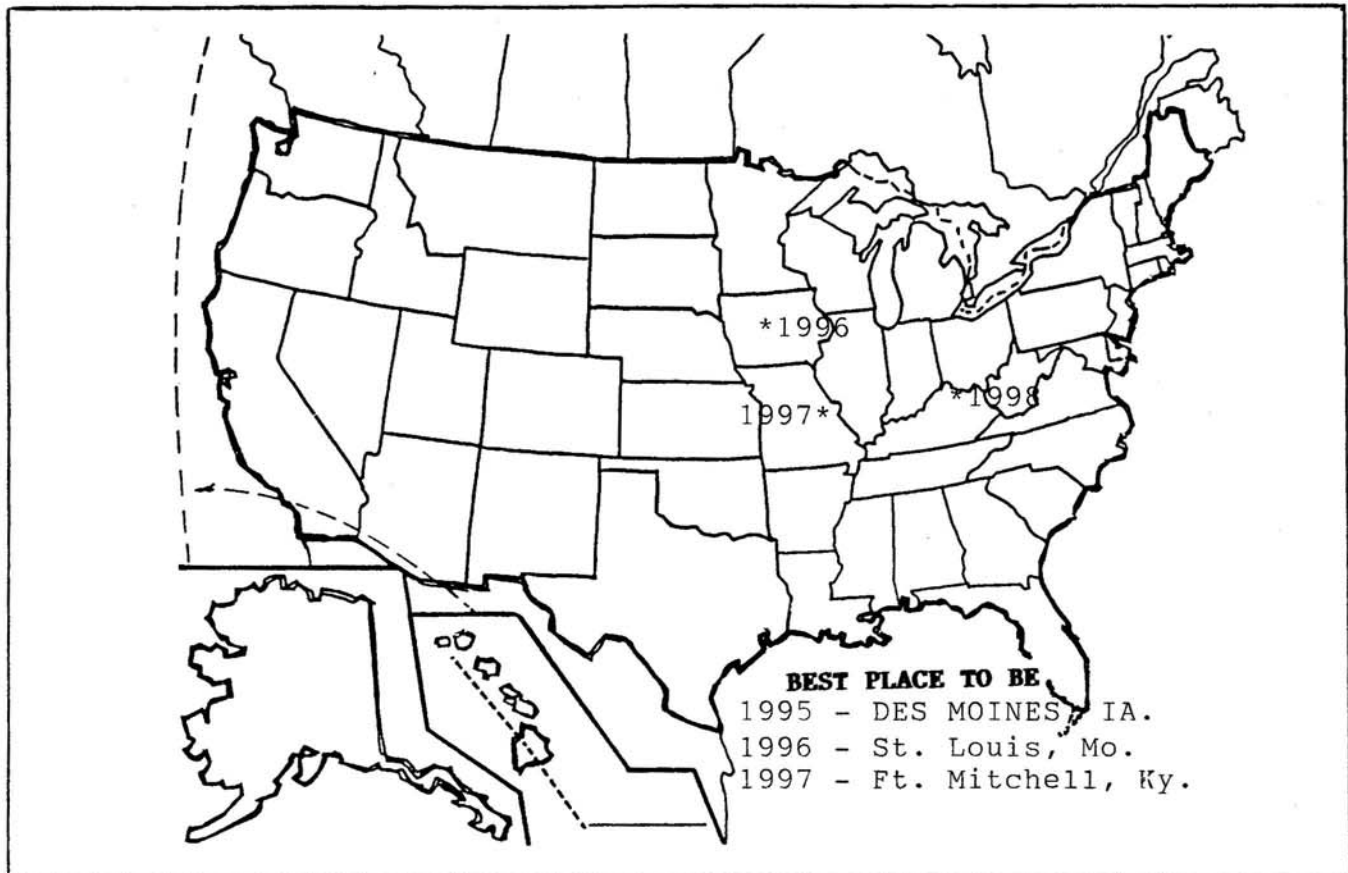 *1996
*1998
1997*
BEST PLACE TO BE
1995 - DES MOINES, IA.
1996 - St. Louis, Mo.
1997 - Ft. Mitchell, Ky.